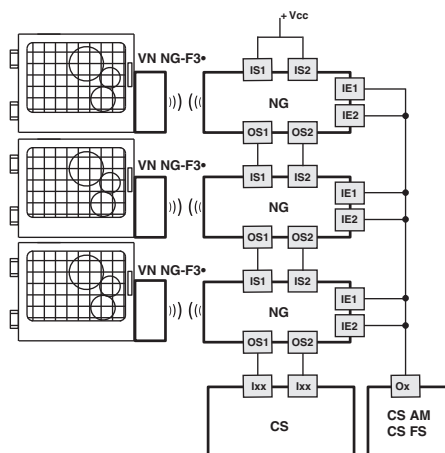 + Vcc
VN NG-F3•
IS1 IS2
IE1
NG
IE2
OS1 OS2
VN NG-F3•
IS1 IS2
IE1
NG
IE2
OS1 OS2
VN NG-F3•
IS1 IS2
IE1
NG
IE2
OS1 OS2
Ixx Ixx Ox
CS
CS AM
CS FS